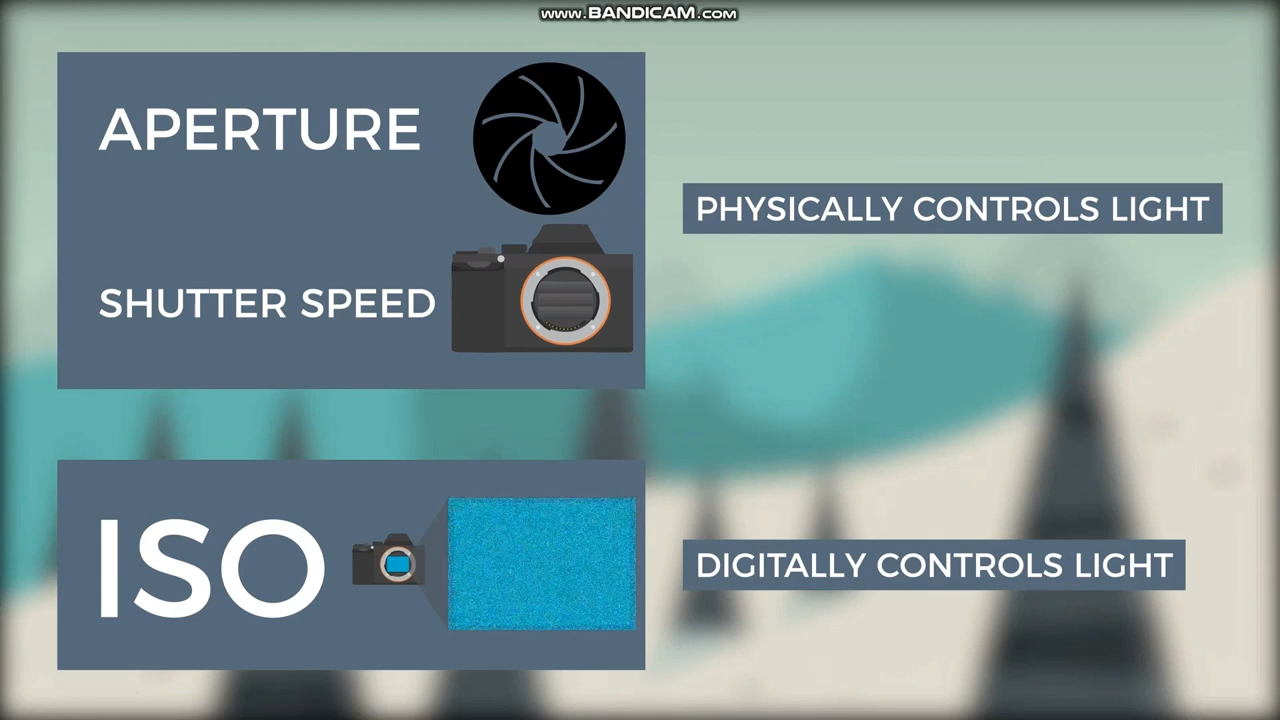 www.BANDICAM.com
APERTURE
PHYSICALLY CONTROLS LIGHT
SHUTTER SPEED
ISO
DIGITALLY CONTROLS LIGHT